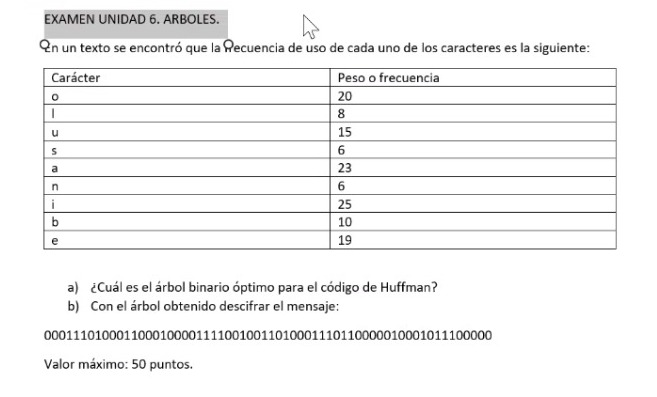 EXAMEN UNIDAD 6. ARBOLES.
En un texto se encontró que la frecuencia de uso de cada uno de los caracteres es la siguiente:
Carácter Peso o frecuencia
o 20
l 8
u 15
s 6
a 23
n 6
i 25
b 10
e 19
a) ¿Cuál es el árbol binario óptimo para el código de Huffman?
b) Con el árbol obtenido descifrar el mensaje:
0001110100011000100001111001001101000111011000001000101110000​0
Valor máximo: 50 puntos.